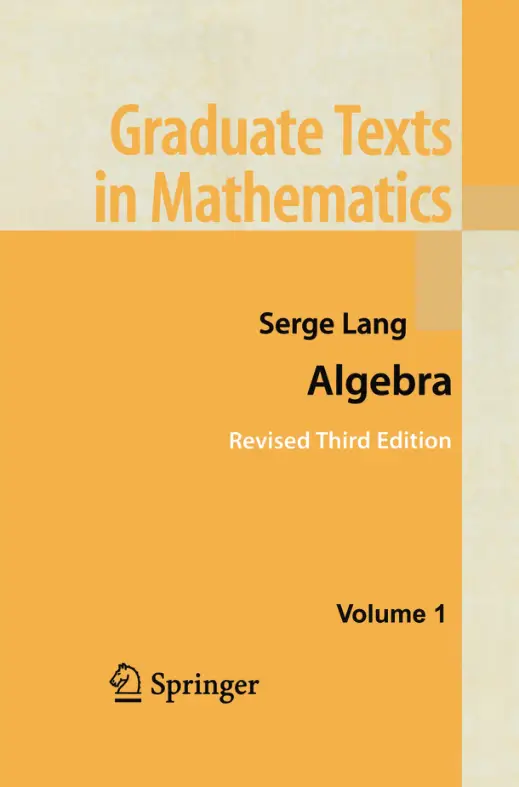 Graduate Texts
in Mathematics
Serge Lang
Algebra
Revised Third Edition
Volume 1
Springer